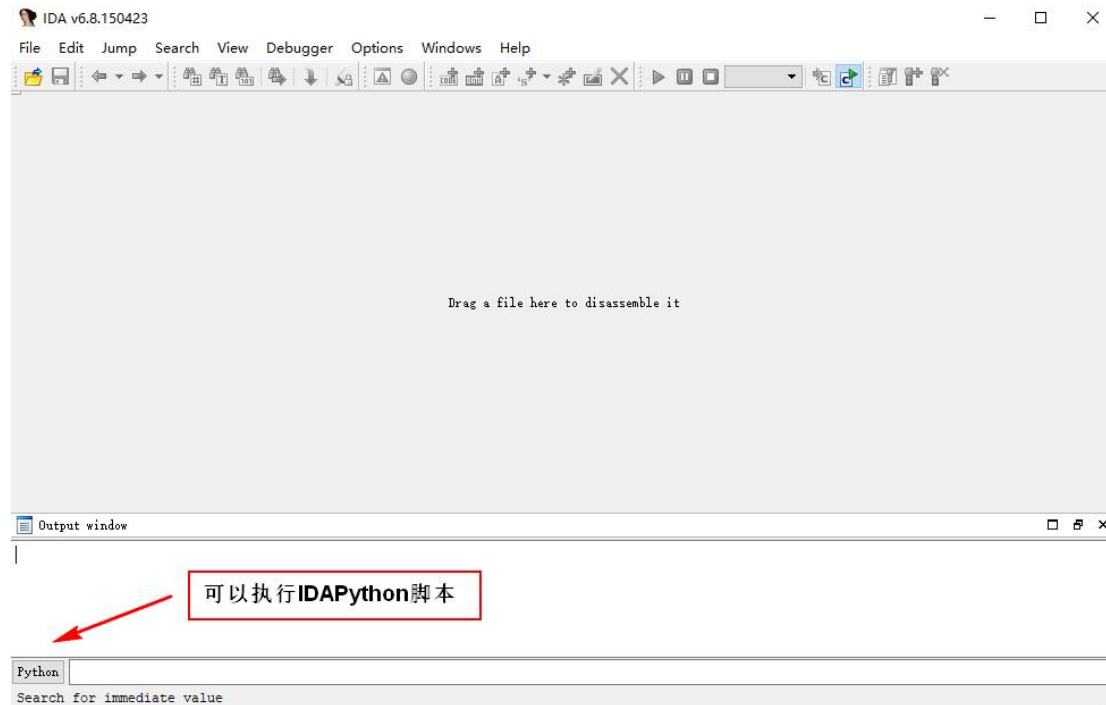 IDA v6.8.150423
File Edit Jump Search View Debugger Options Windows Help
Drag a file here to disassemble it
Output window
可以执行IDAPython脚本
Python
Search for immediate value